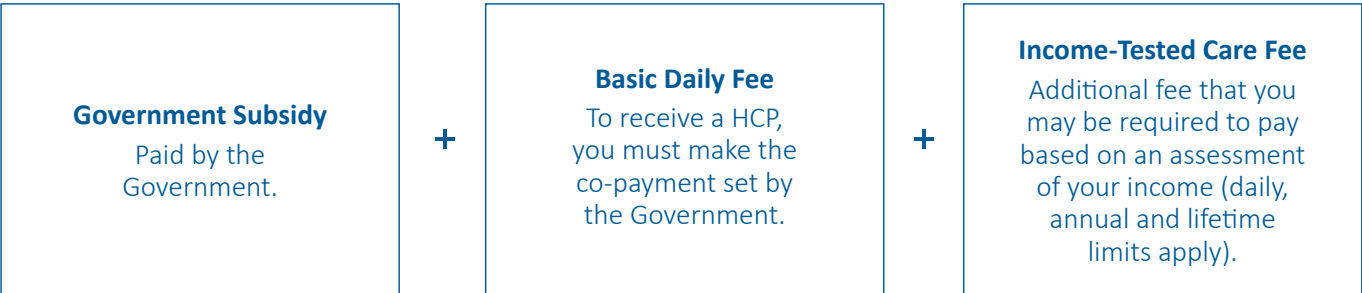 Government Subsidy
Paid by the
Government.
+
Basic Daily Fee
To receive a HCP,
you must make the
co-payment set by
the Government.
+
Income-Tested Care Fee
Additional fee that you
may be required to pay
based on an assessment
of your income (daily,
annual and lifetime
limits apply).